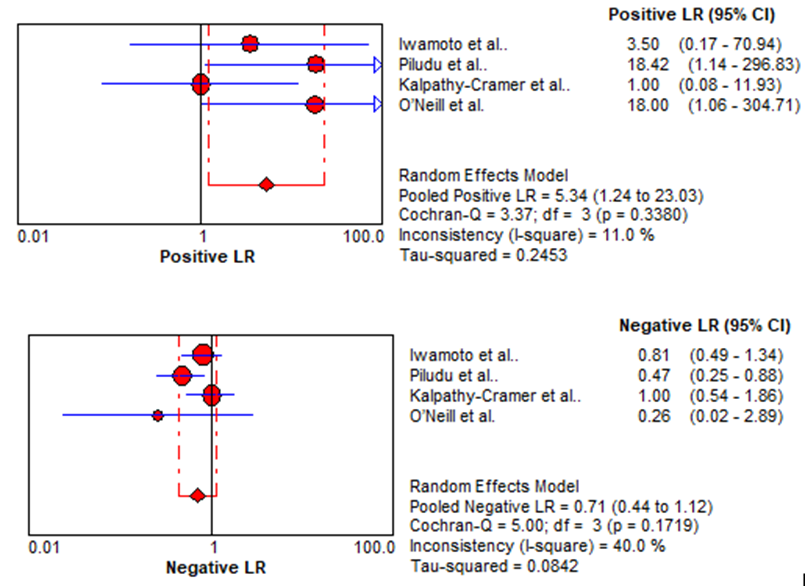 Positive LR (95% CI)
Iwamoto et al.. 3.50 (0.17 - 70.94)
Piludu et al.. 18.42 (1.14 - 296.83)
Kalpathy-Cramer et al.. 1.00 (0.08 - 11.93)
O'Neill et al. 18.00 (1.06 - 304.71)
Random Effects Model
Pooled Positive LR = 5.34 (1.24 to 23.03)
Cochran-Q = 3.37; df = 3 (p = 0.3380)
Inconsistency (I-square) = 11.0 %
Tau-squared = 0.2453
0.01 1 100.0
Positive LR
Negative LR (95% CI)
Iwamoto et al.. 0.81 (0.49 - 1.34)
Piludu et al.. 0.47 (0.25 - 0.88)
Kalpathy-Cramer et al.. 1.00 (0.54 - 1.86)
O'Neill et al. 0.26 (0.02 - 2.89)
Random Effects Model
Pooled Negative LR = 0.71 (0.44 to 1.12)
Cochran-Q = 5.00; df = 3 (p = 0.1719)
Inconsistency (I-square) = 40.0 %
Tau-squared = 0.0842
0.01 1 100.0
Negative LR